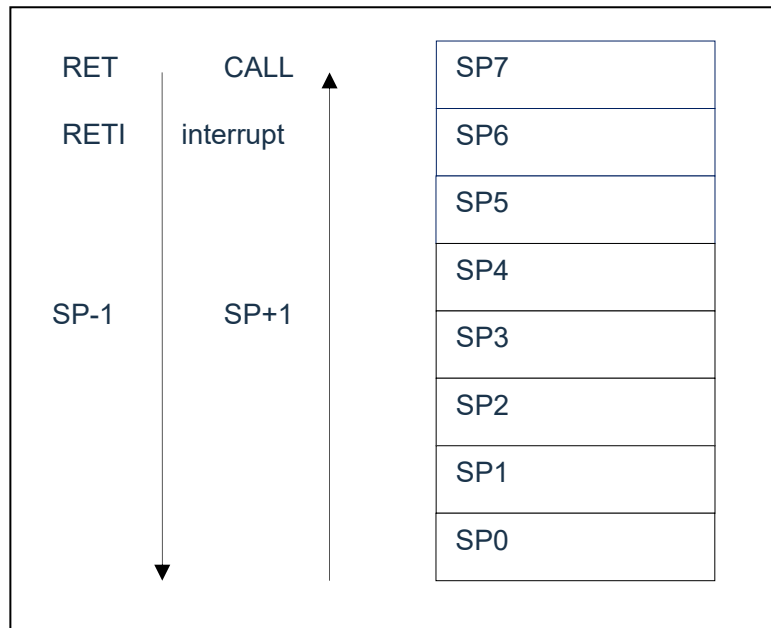 RET CALL SP7
RETI interrupt SP6
SP5
SP4
SP-1 SP+1
SP3
SP2
SP1
SP0